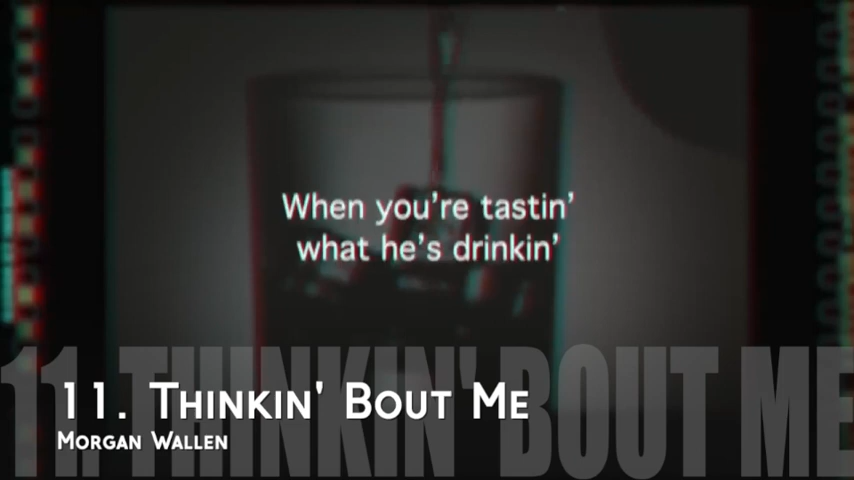 When you're tastin'
what he's drinkin'
11. THINKIN' BOUT ME
11. Thinkin' Bout Me
Morgan Wallen